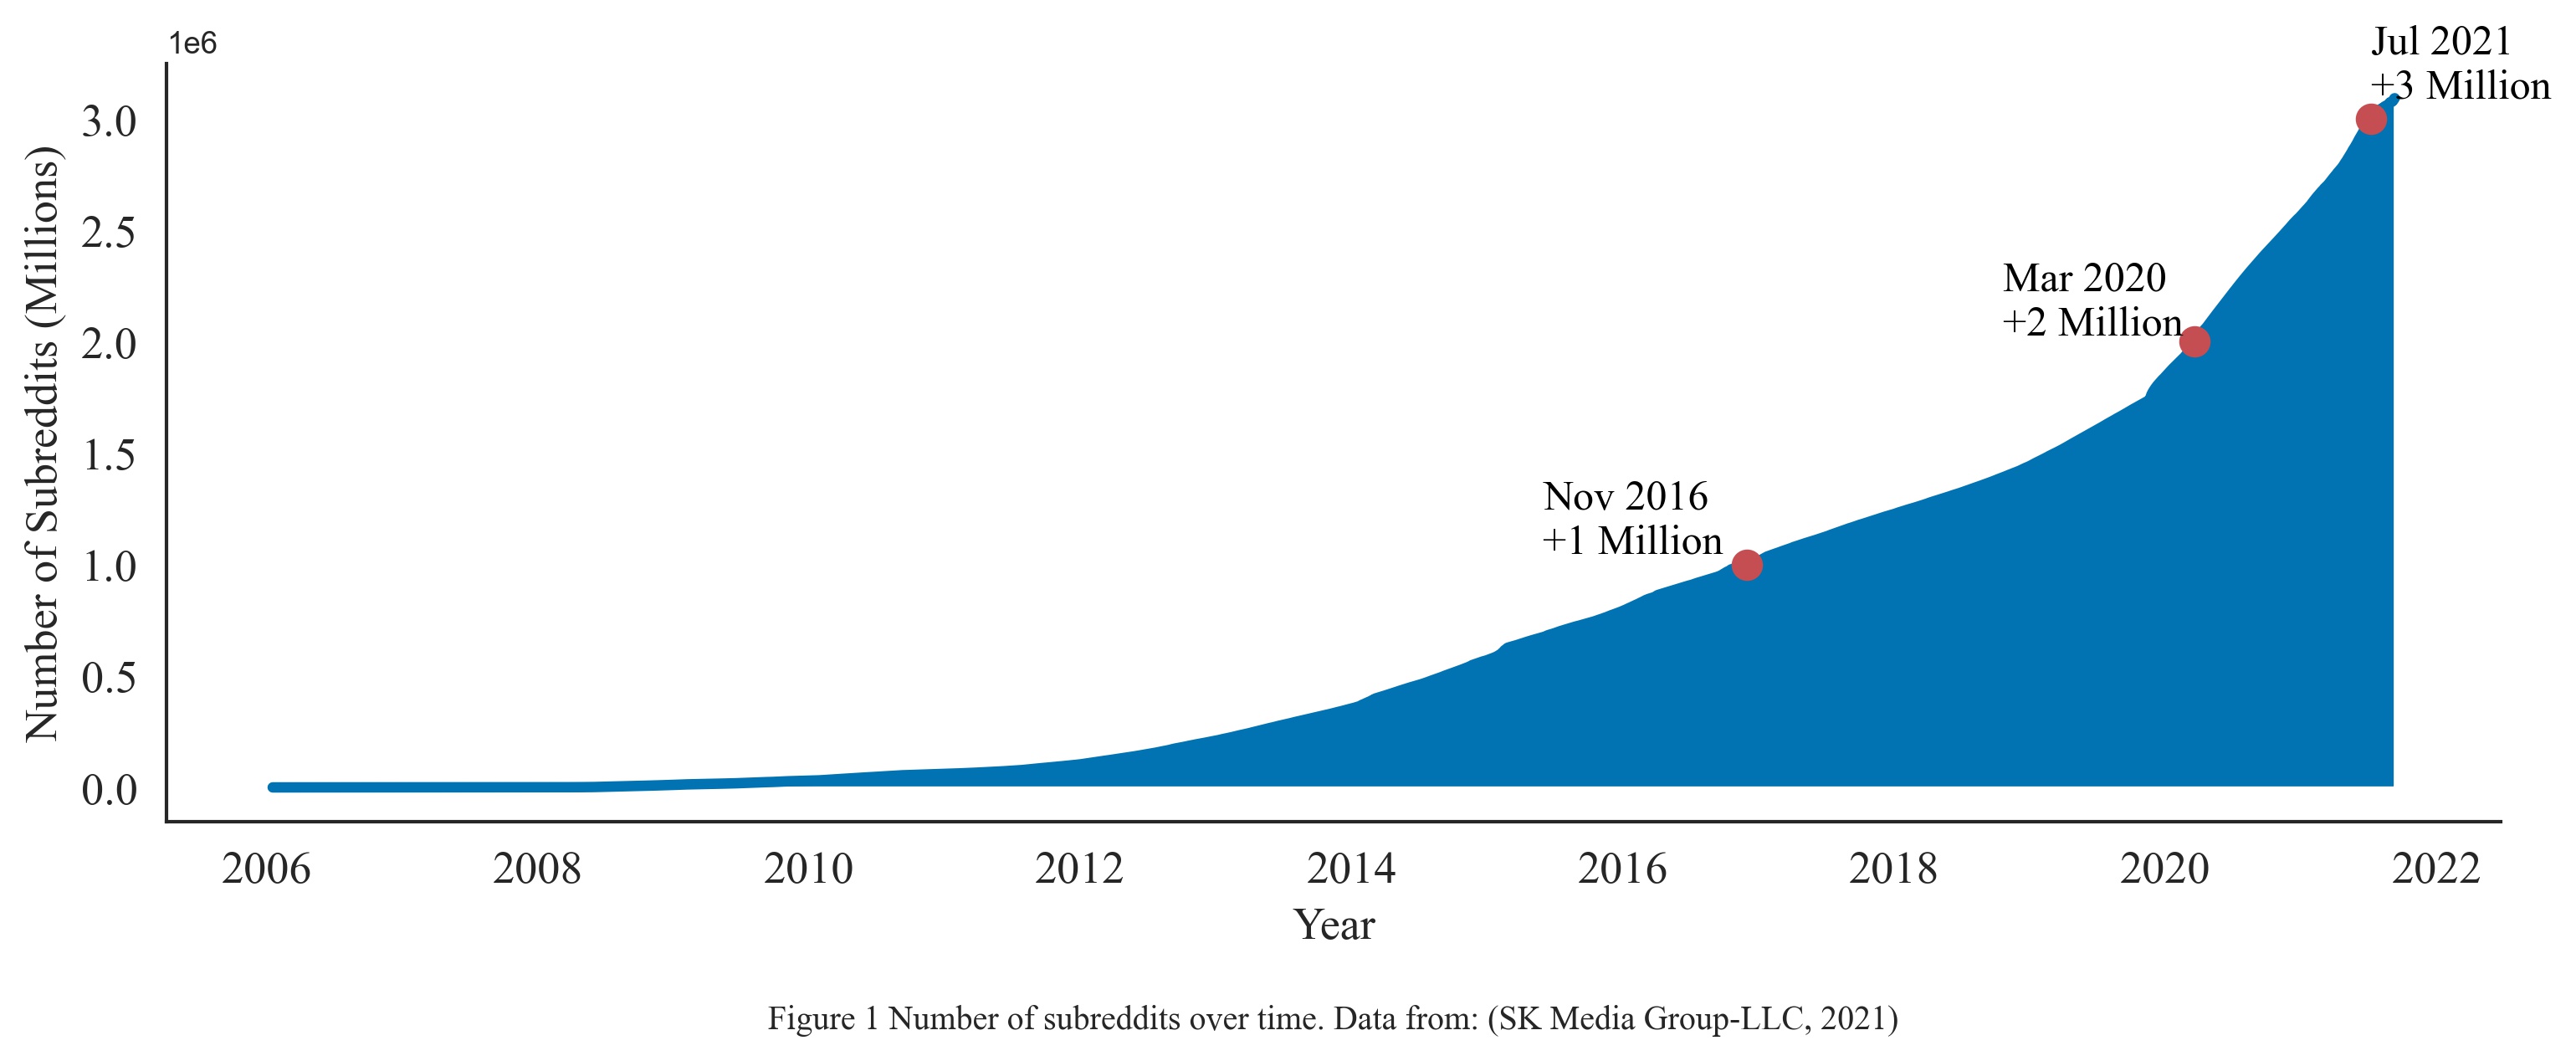 1e6
Jul 2021
+3 Million
3.0
2.5
Mar 2020
+2 Million
2.0
1.5
Nov 2016
+1 Million
1.0
0.5
0.0
Number of Subreddits (Millions)
2006 2008 2010 2012 2014 2016 2018 2020 2022
Year
Figure 1 Number of subreddits over time. Data from: (SK Media Group-LLC, 2021)